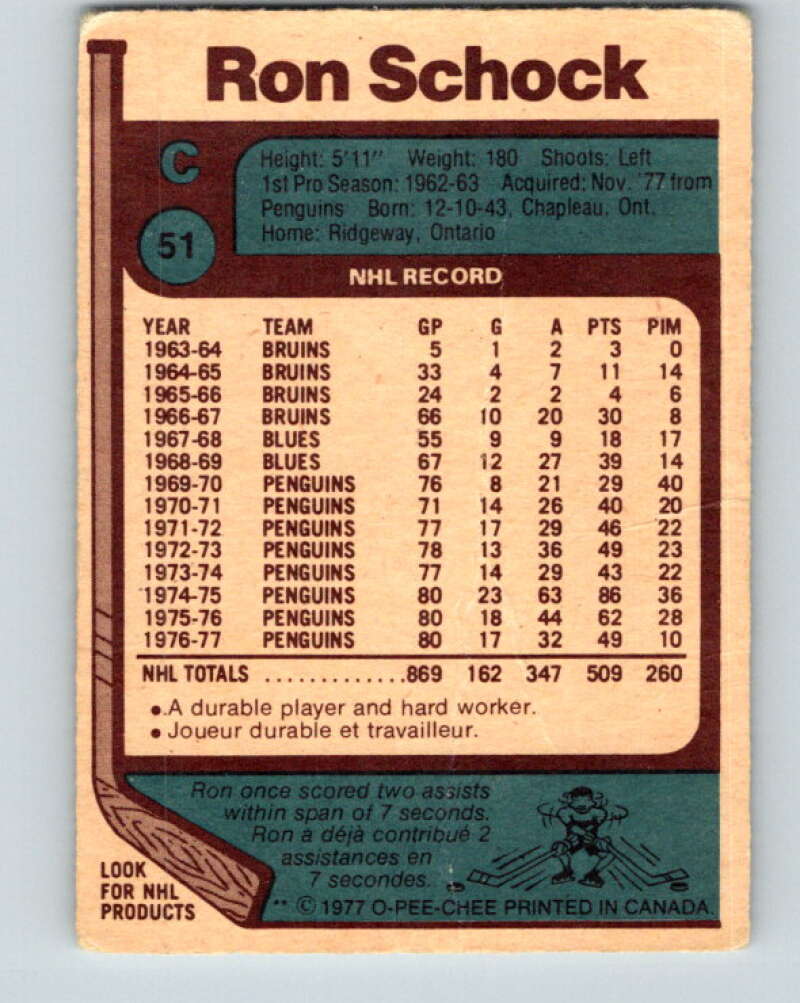 Ron Schock
C
Height: 5'11" Weight: 180 Shoots: Left
1st Pro Season: 1962-63 Acquired: Nov. '77 from
Penguins Born: 12-10-43, Chapleau, Ont.
Home: Ridgeway, Ontario
51
NHL RECORD
YEAR TEAM GP G A PTS PIM
1963-64 BRUINS 5 1 2 3 0
1964-65 BRUINS 33 4 7 11 14
1965-66 BRUINS 24 2 2 4 6
1966-67 BRUINS 66 10 20 30 8
1967-68 BLUES 55 9 9 18 17
1968-69 BLUES 67 12 27 39 14
1969-70 PENGUINS 76 8 21 29 40
1970-71 PENGUINS 71 14 26 40 20
1971-72 PENGUINS 77 17 29 46 22
1972-73 PENGUINS 78 13 36 49 23
1973-74 PENGUINS 77 14 29 43 22
1974-75 PENGUINS 80 23 63 86 36
1975-76 PENGUINS 80 18 44 62 28
1976-77 PENGUINS 80 17 32 49 10
NHL TOTALS .............869 162 347 509 260
• A durable player and hard worker.
• Joueur durable et travailleur.
Ron once scored two assists
within span of 7 seconds.
Ron a déjà contribué 2
assistances en
7 secondes.
LOOK
FOR NHL
PRODUCTS
** © 1977 O-PEE-CHEE PRINTED IN CANADA.